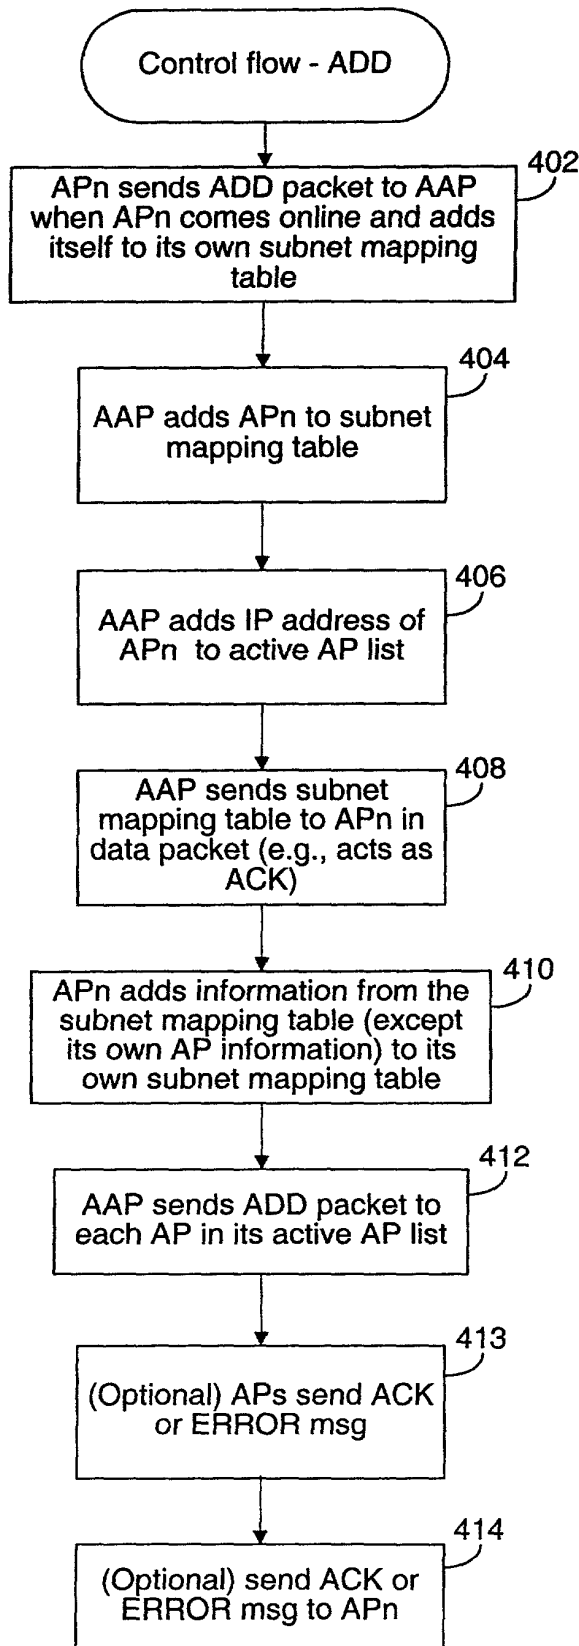 Control flow - ADD
402
APn sends ADD packet to AAP
when APn comes online and adds
itself to its own subnet mapping
table
404
AAP adds APn to subnet
mapping table
406
AAP adds IP address of
APn to active AP list
408
AAP sends subnet
mapping table to APn in
data packet (e.g., acts as
ACK)
410
APn adds information from the
subnet mapping table (except
its own AP information) to its
own subnet mapping table
412
AAP sends ADD packet to
each AP in its active AP list
413
(Optional) APs send ACK
or ERROR msg
414
(Optional) send ACK or
ERROR msg to APn